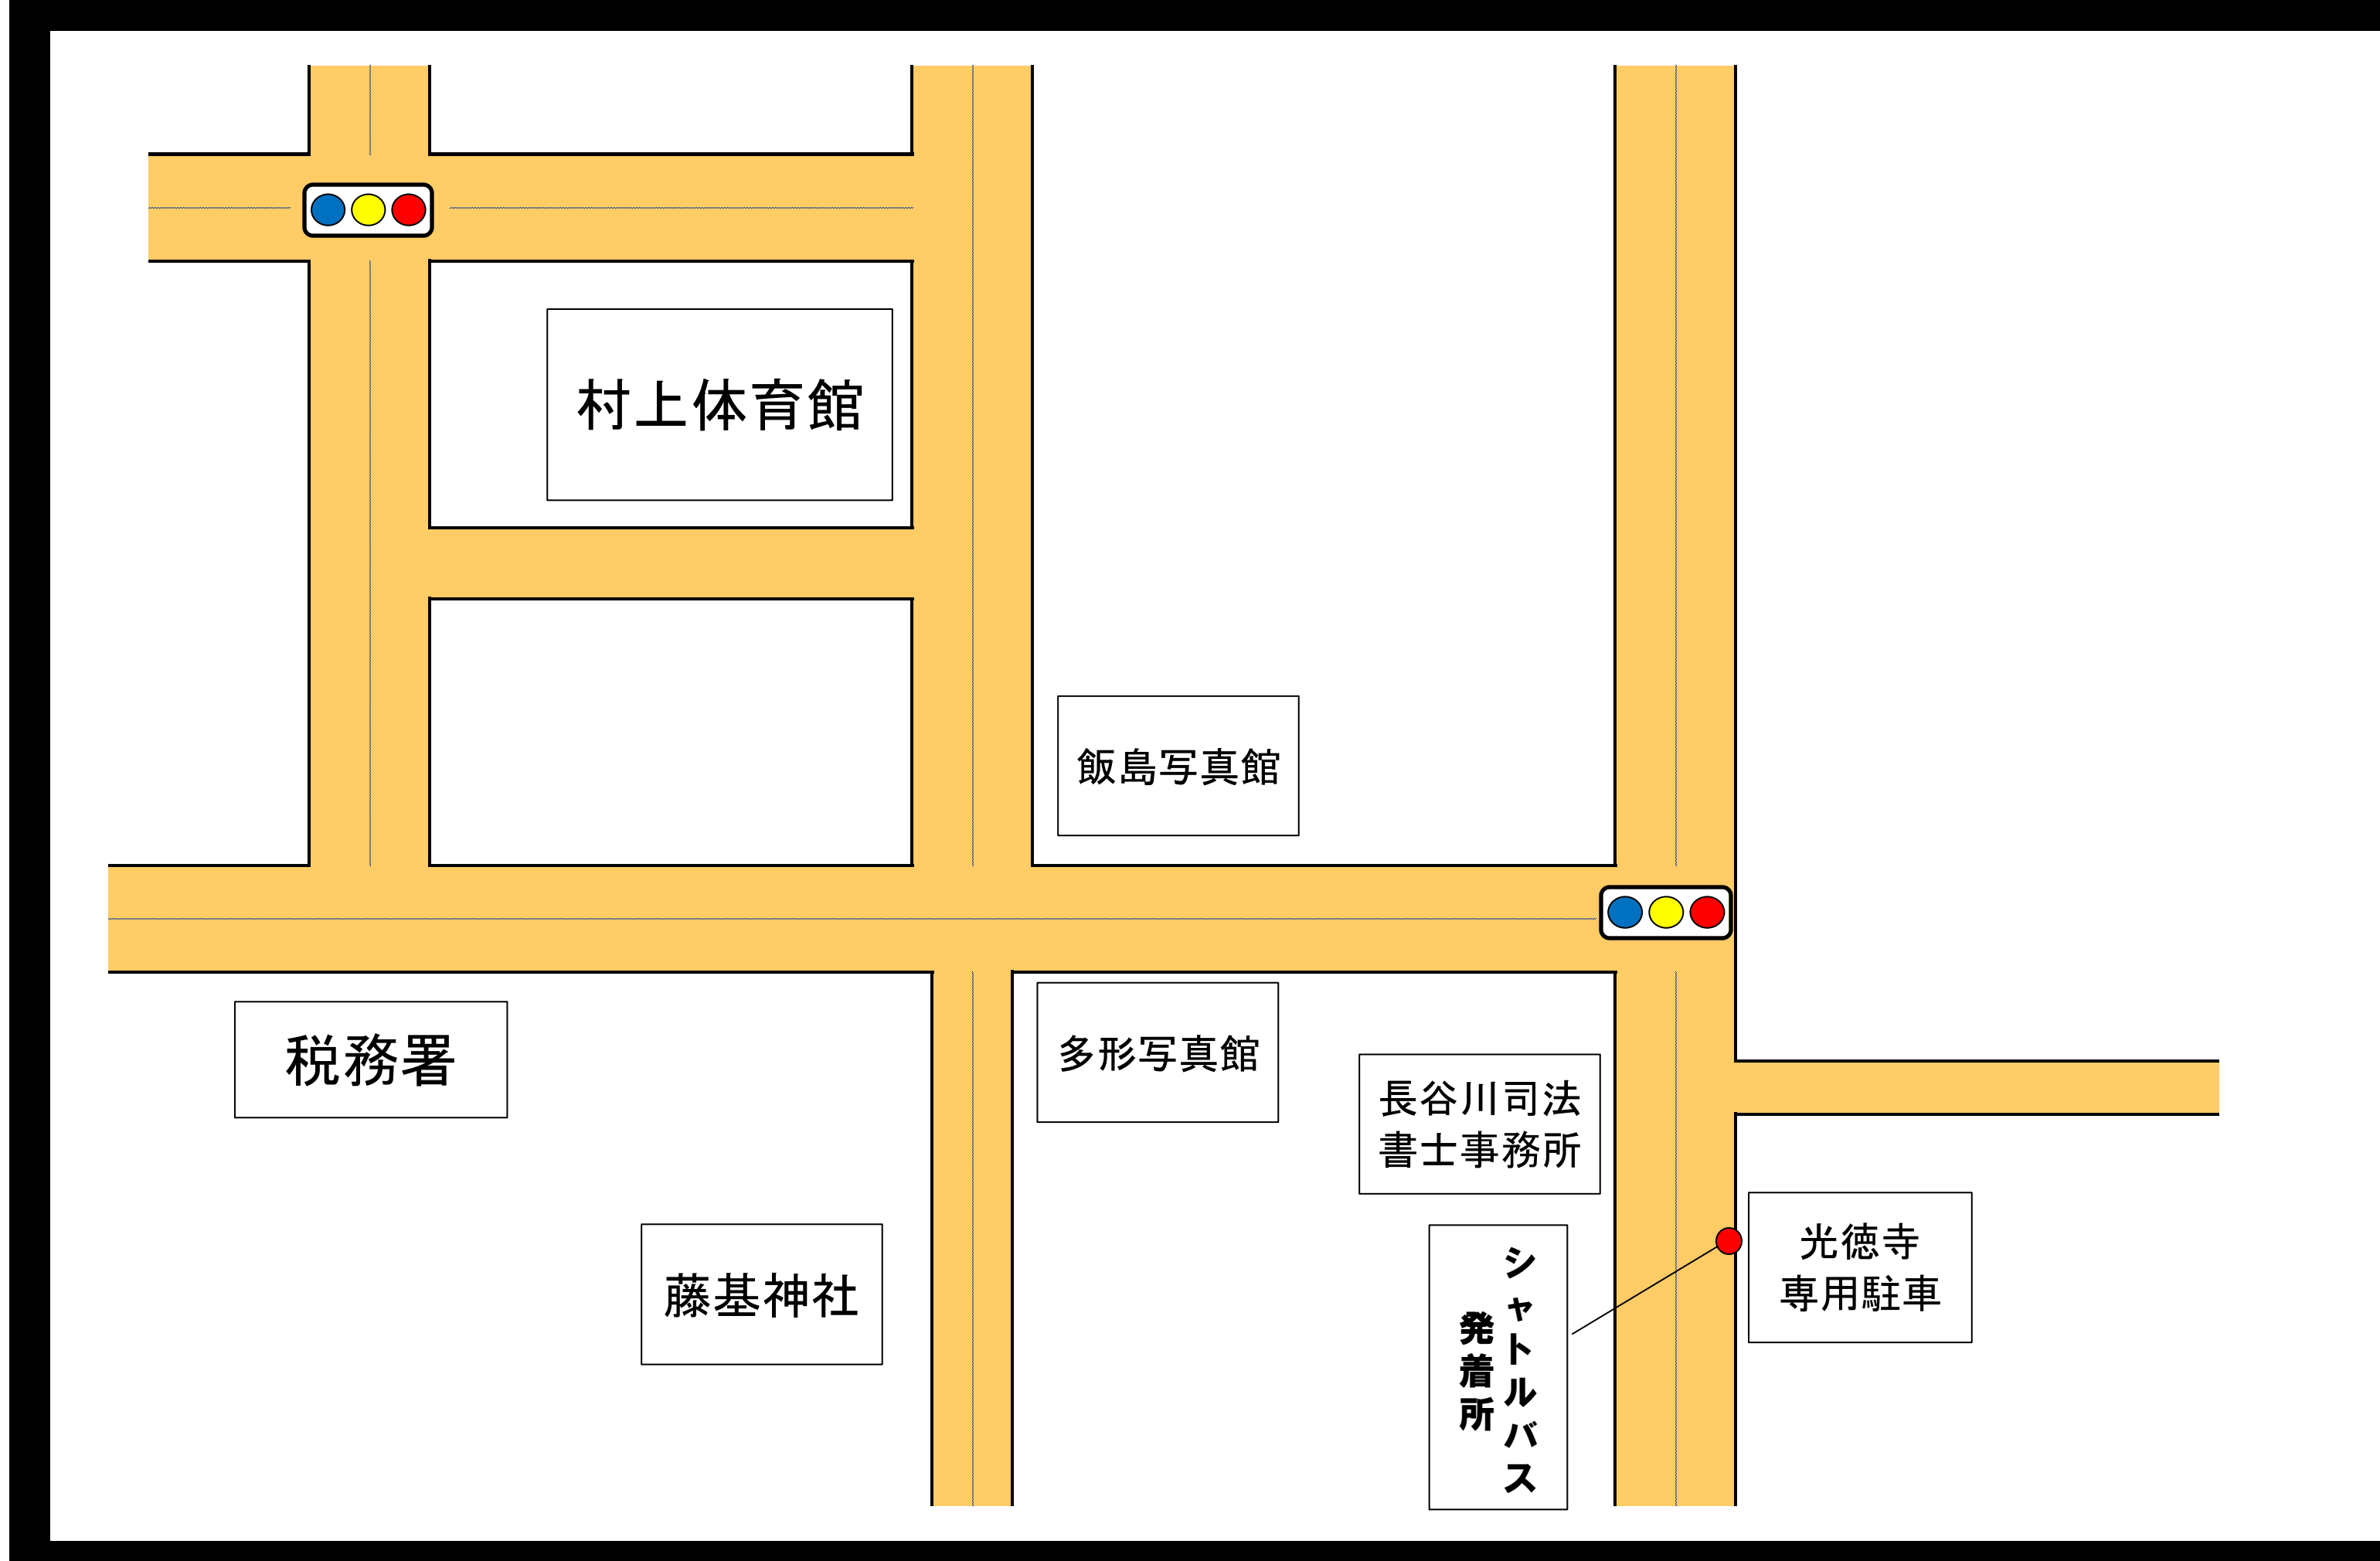 村上体育館
飯島写真館
税務署
多形写真館
長谷川司法
書士事務所
光徳寺
専用駐車
藤基神社
シャトルバス
発着所